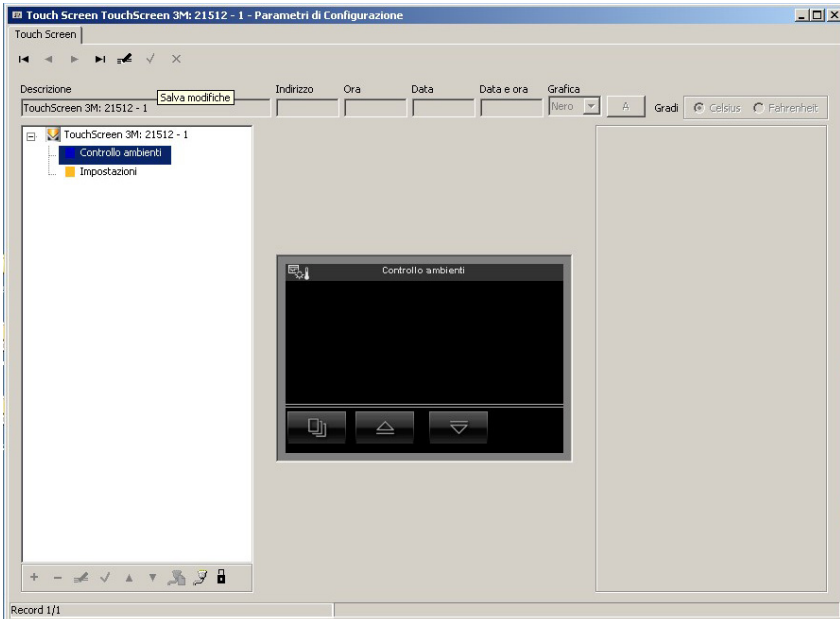 Touch Screen TouchScreen 3M: 21512 - 1 - Parametri di Configurazione
Touch Screen
Descrizione Indirizzo Ora Data Data e ora Grafica
Salva modifiche
TouchScreen 3M: 21512 - 1 Nero A Gradi Celsius Fahrenheit
TouchScreen 3M: 21512 - 1
Controllo ambienti
Impostazioni
Controllo ambienti
Record 1/1